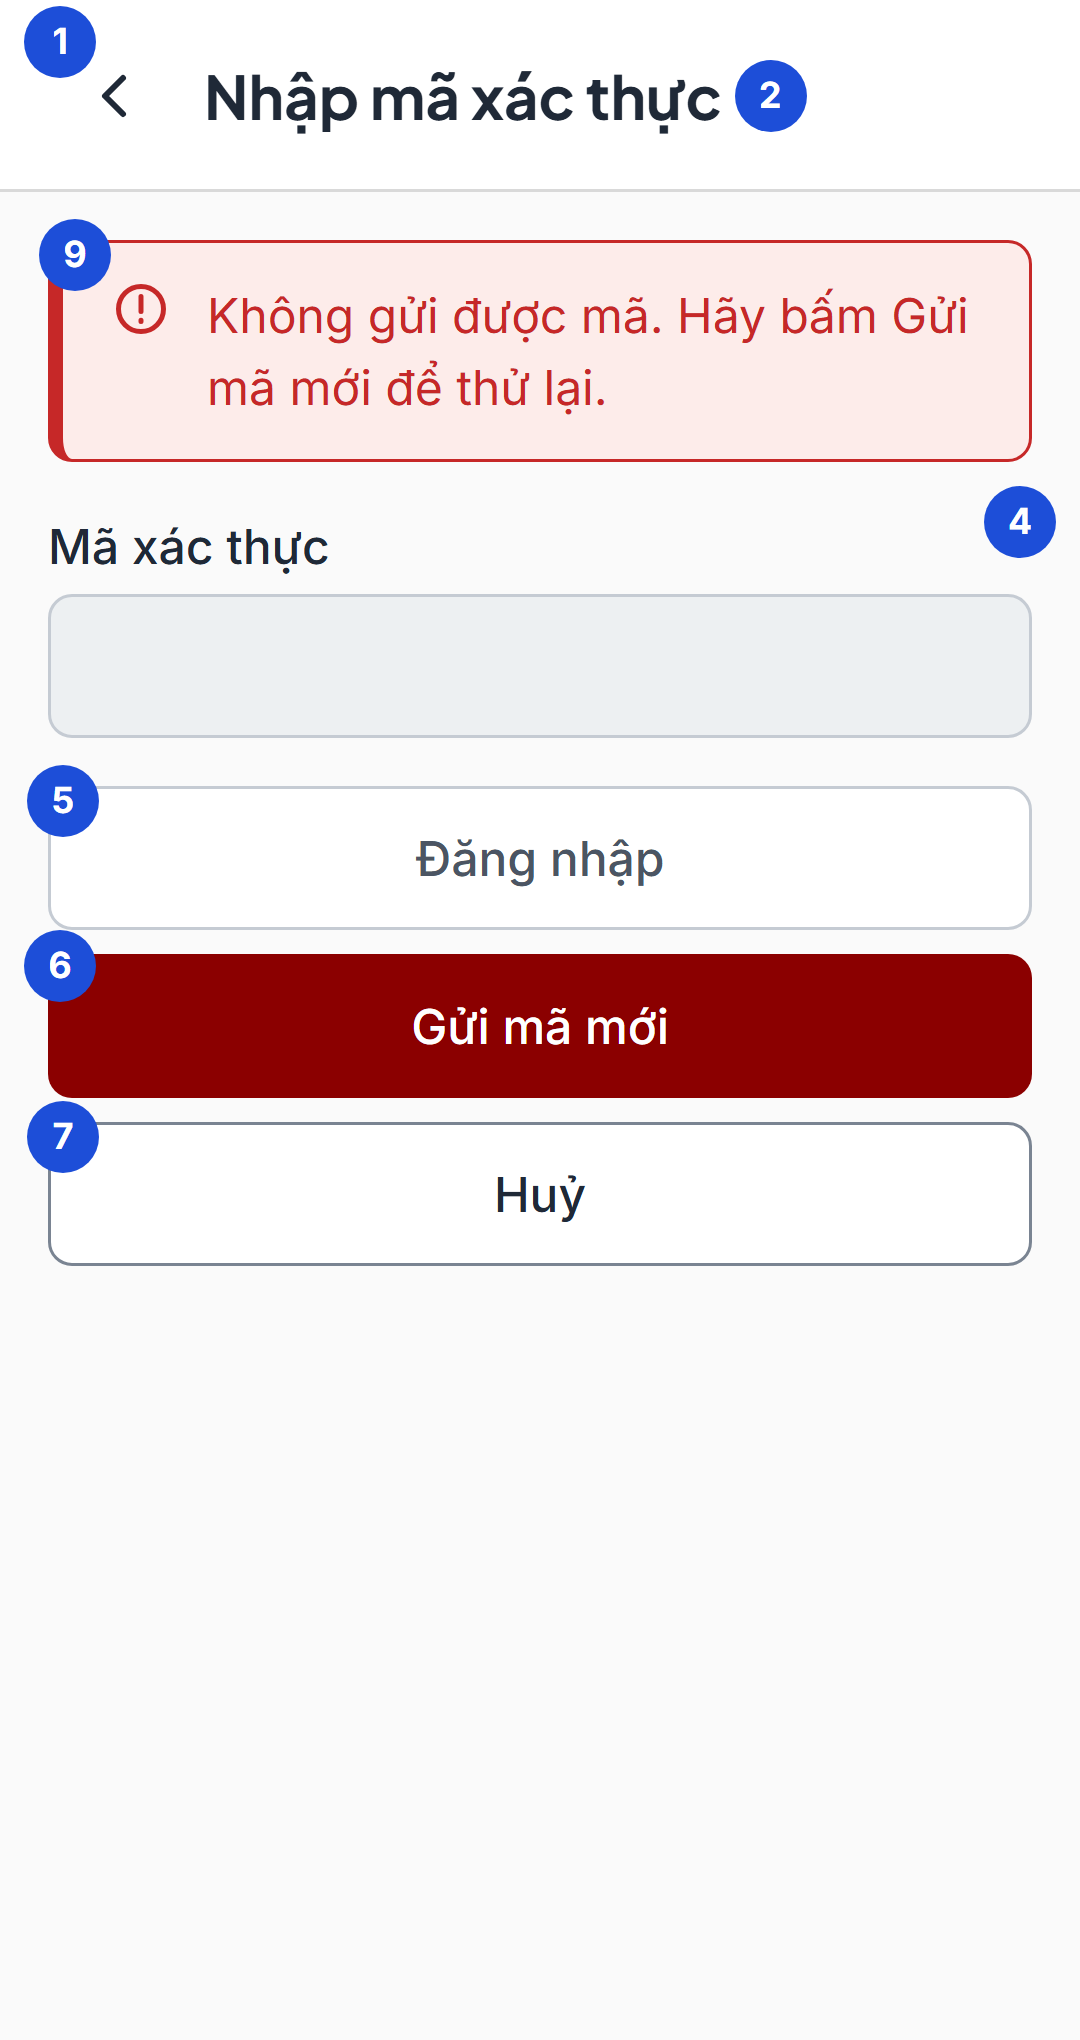 1
Nhập mã xác thực 2
9
Không gửi được mã. Hãy bấm Gửi
mã mới để thử lại.
4
Mã xác thực
5
Đăng nhập
6
Gửi mã mới
7
Huỷ